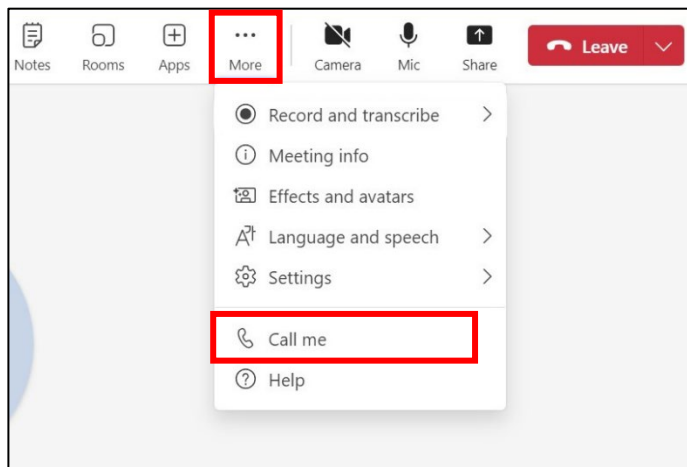 Notes Rooms Apps More Camera Mic Share Leave
Record and transcribe
Meeting info
Effects and avatars
Language and speech
Settings
Call me
Help